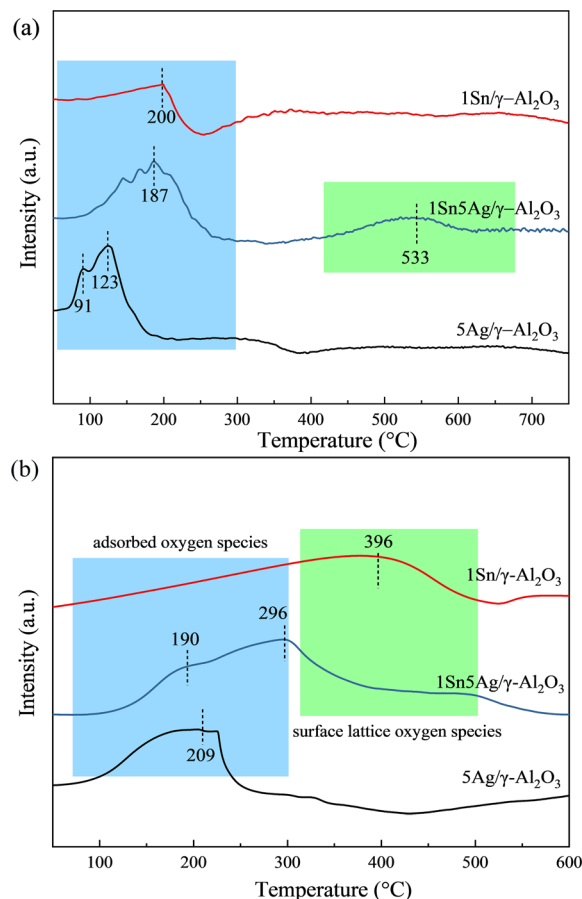 (a)
1Sn/γ–Al2O3
200
187
1Sn5Ag/γ–Al2O3
533
91
123
5Ag/γ–Al2O3
Intensity (a.u.)
100 200 300 400 500 600 700
Temperature (°C)
(b)
adsorbed oxygen species
396
1Sn/γ-Al2O3
296
190
1Sn5Ag/γ-Al2O3
surface lattice oxygen species
209
5Ag/γ-Al2O3
Intensity (a.u.)
100 200 300 400 500 600
Temperature (°C)